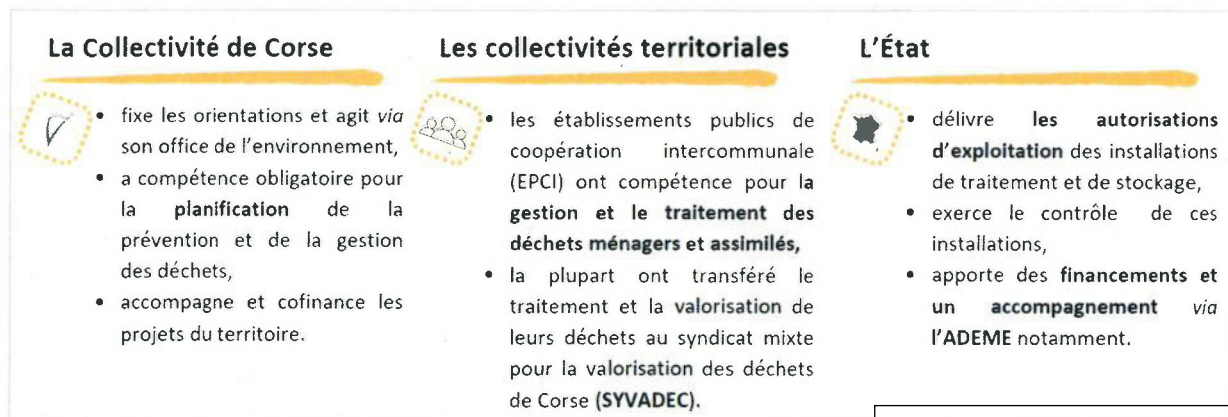 La Collectivité de Corse
fixe les orientations et agit via
son office de l'environnement,
a compétence obligatoire pour
la planification de la
prévention et de la gestion
des déchets,
accompagne et cofinance les
projets du territoire.
Les collectivités territoriales
les établissements publics de
coopération intercommunale
(EPCI) ont compétence pour la
gestion et le traitement des
déchets ménagers et assimilés,
la plupart ont transféré le
traitement et la valorisation de
leurs déchets au syndicat mixte
pour la valorisation des déchets
de Corse (SYVADEC).
L'État
délivre les autorisations
d'exploitation des installations
de traitement et de stockage,
exerce le contrôle de ces
installations,
apporte des financements et
un accompagnement via
l'ADEME notamment.